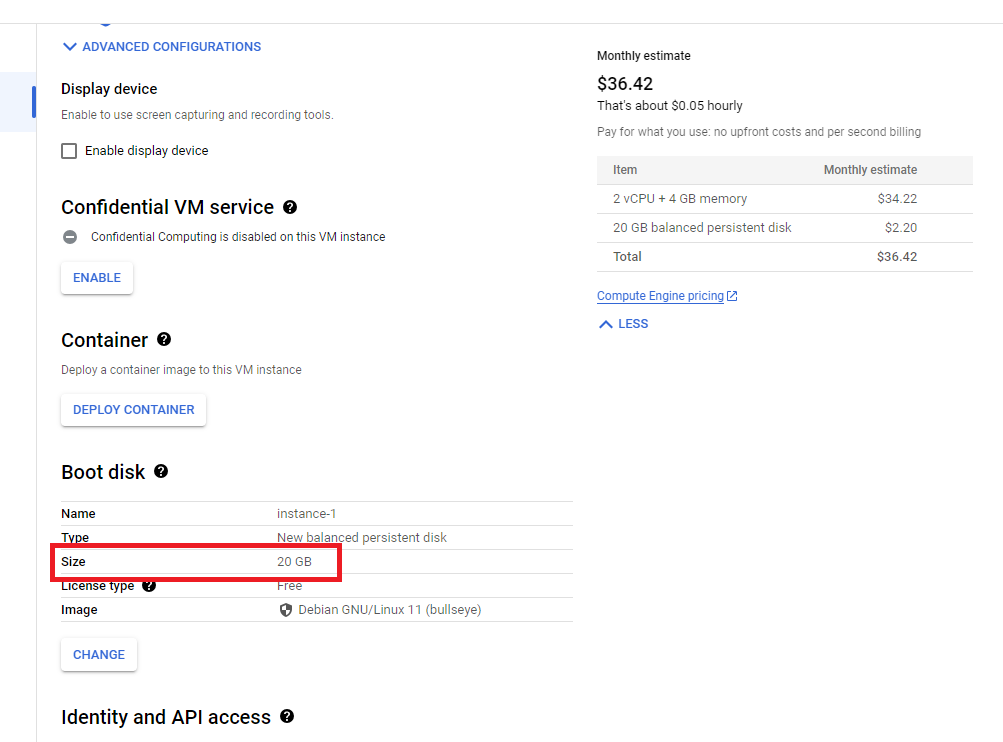 ADVANCED CONFIGURATIONS
Display device
Enable to use screen capturing and recording tools.
Enable display device
Confidential VM service
Confidential Computing is disabled on this VM instance
ENABLE
Container
Deploy a container image to this VM instance
DEPLOY CONTAINER
Boot disk
Name instance-1
Type New balanced persistent disk
Size 20 GB
License type Free
Image Debian GNU/Linux 11 (bullseye)
CHANGE
Identity and API access
Monthly estimate
$36.42
That's about $0.05 hourly
Pay for what you use: no upfront costs and per second billing
Item Monthly estimate
2 vCPU + 4 GB memory $34.22
20 GB balanced persistent disk $2.20
Total $36.42
Compute Engine pricing
LESS